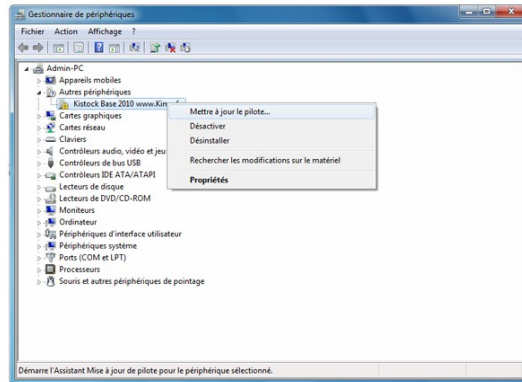 Gestionnaire de périphériques
Fichier Action Affichage ?
Admin-PC
Appareils mobiles
Autres périphériques
Kistock Base 2010
Cartes graphiques
Cartes réseau
Claviers
Contrôleurs audio, vidéo et jeu
Contrôleurs de bus USB
Contrôleurs IDE ATA/ATAPI
Lecteurs de disque
Lecteurs de DVD/CD-ROM
Moniteurs
Ordinateur
Périphériques d'interface utilisateur
Périphériques système
Ports (COM et LPT)
Processeurs
Souris et autres périphériques de pointage
Mettre à jour le pilote...
Désactiver
Désinstaller
Rechercher les modifications sur le matériel
Propriétés
Démarre l'Assistant Mise à jour de pilote pour le périphérique sélectionné.